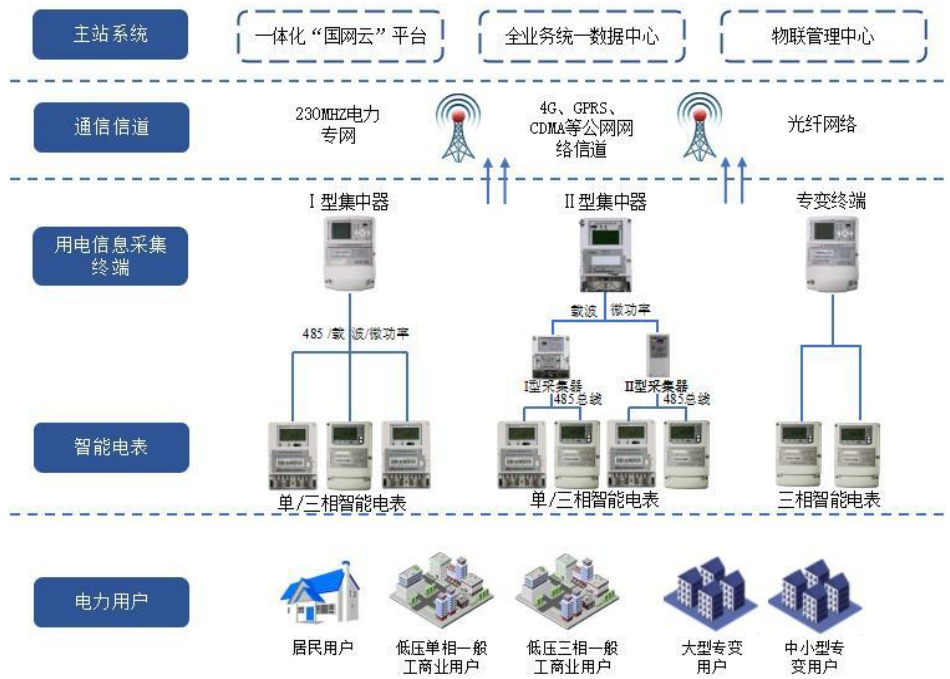 主站系统
一体化“国网云”平台
全业务统一数据中心
物联管理中心
通信信道
230MHZ电力
专网
4G、GPRS、
CDMA等公网网
络信道
光纤网络
用电信息采集
终端
I型集中器
II型集中器
专变终端
485 /载 波/微功率
载波 微功率
I型采集器
II型采集器
485总线
485总线
智能电表
单/三相智能电表
单/三相智能电表
三相智能电表
电力用户
居民用户
低压单相一般
工商业用户
低压三相一般
工商业用户
大型专变
用户
中小型专
变用户